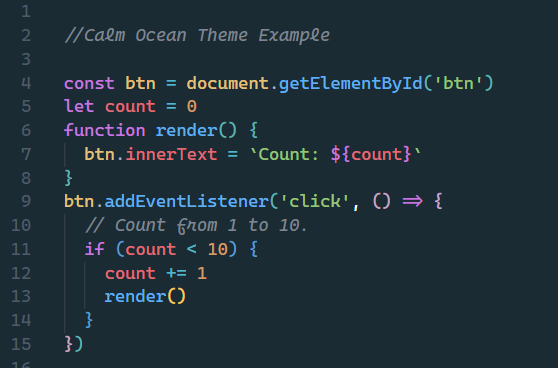 1
2 //Calm Ocean Theme Example
3
4 const btn = document.getElementById('btn')
5 let count = 0
6 function render() {
7   btn.innerText = `Count: ${count}`
8 }
9 btn.addEventListener('click', () => {
10   // Count from 1 to 10.
11   if (count < 10) {
12     count += 1
13     render()
14   }
15 })
16